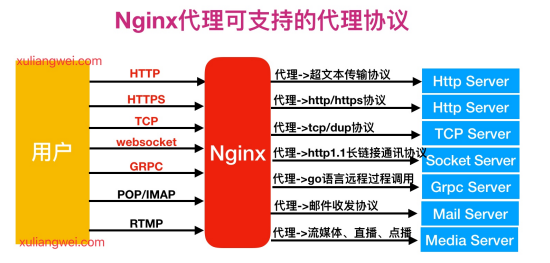 Nginx代理可支持的代理协议
xuliangwei.com
用户
HTTP
HTTPS
TCP
websocket
GRPC
POP/IMAP
RTMP
Nginx
代理->超文本传输协议
代理->http/https协议
代理->tcp/dup协议
代理->http1.1长链接通讯协议
代理->go语言远程过程调用
代理->邮件收发协议
代理->流媒体、直播、点播
Http Server
Http Server
TCP Server
Socket Server
Grpc Server
Mail Server
Media Server
xuliangwei.com